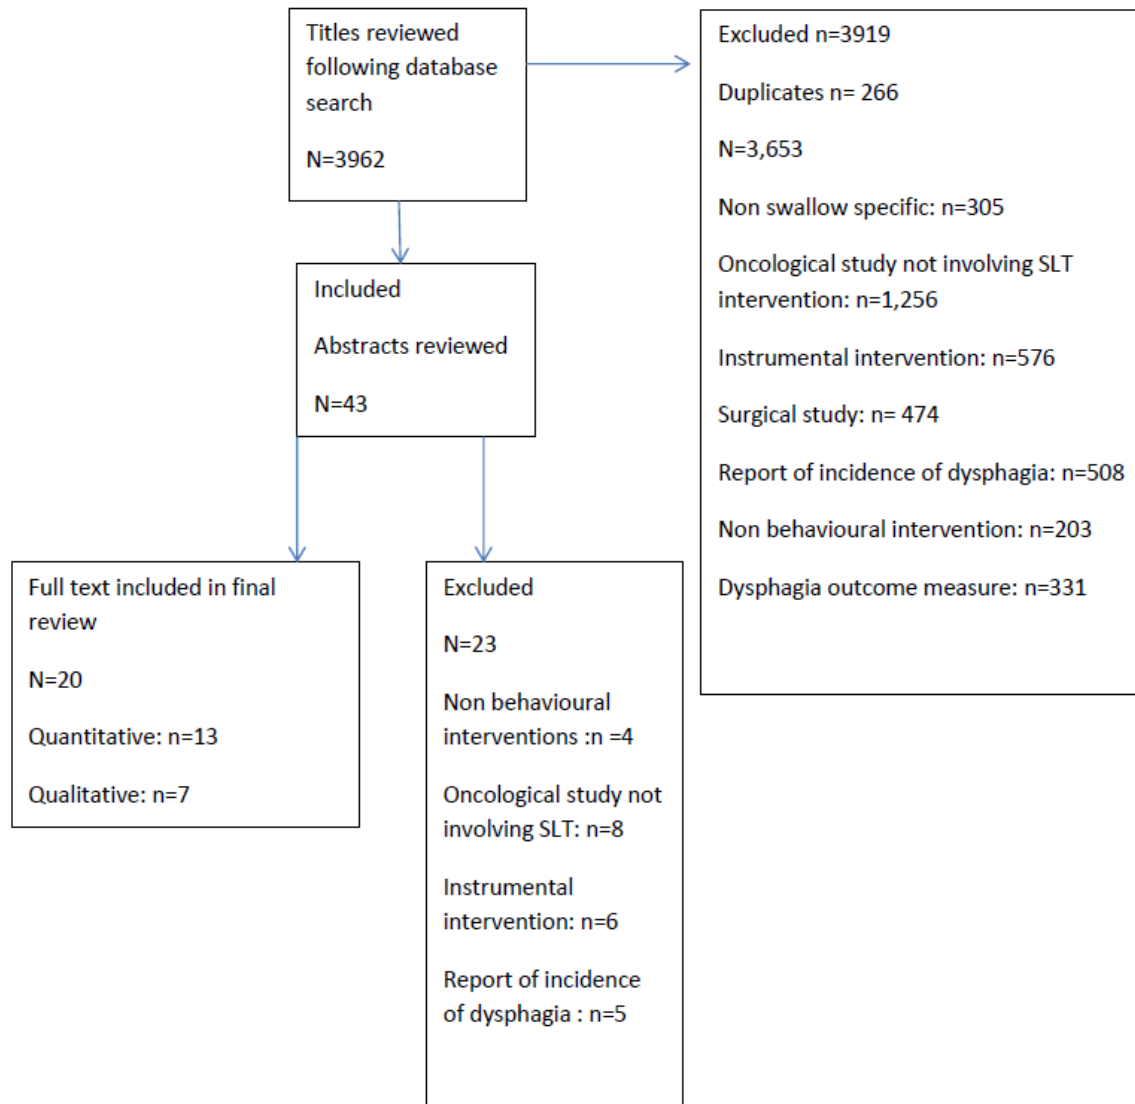 Titles reviewed
following database
search
N=3962
Excluded n=3919
Duplicates n= 266
N=3,653
Non swallow specific: n=305
Oncological study not involving SLT
intervention: n=1,256
Instrumental intervention: n=576
Surgical study: n= 474
Report of incidence of dysphagia: n=508
Non behavioural intervention: n=203
Dysphagia outcome measure: n=331
Included
Abstracts reviewed
N=43
Full text included in final
review
N=20
Quantitative: n=13
Qualitative: n=7
Excluded
N=23
Non behavioural
interventions :n =4
Oncological study not
involving SLT: n=8
Instrumental
intervention: n=6
Report of incidence
of dysphagia : n=5